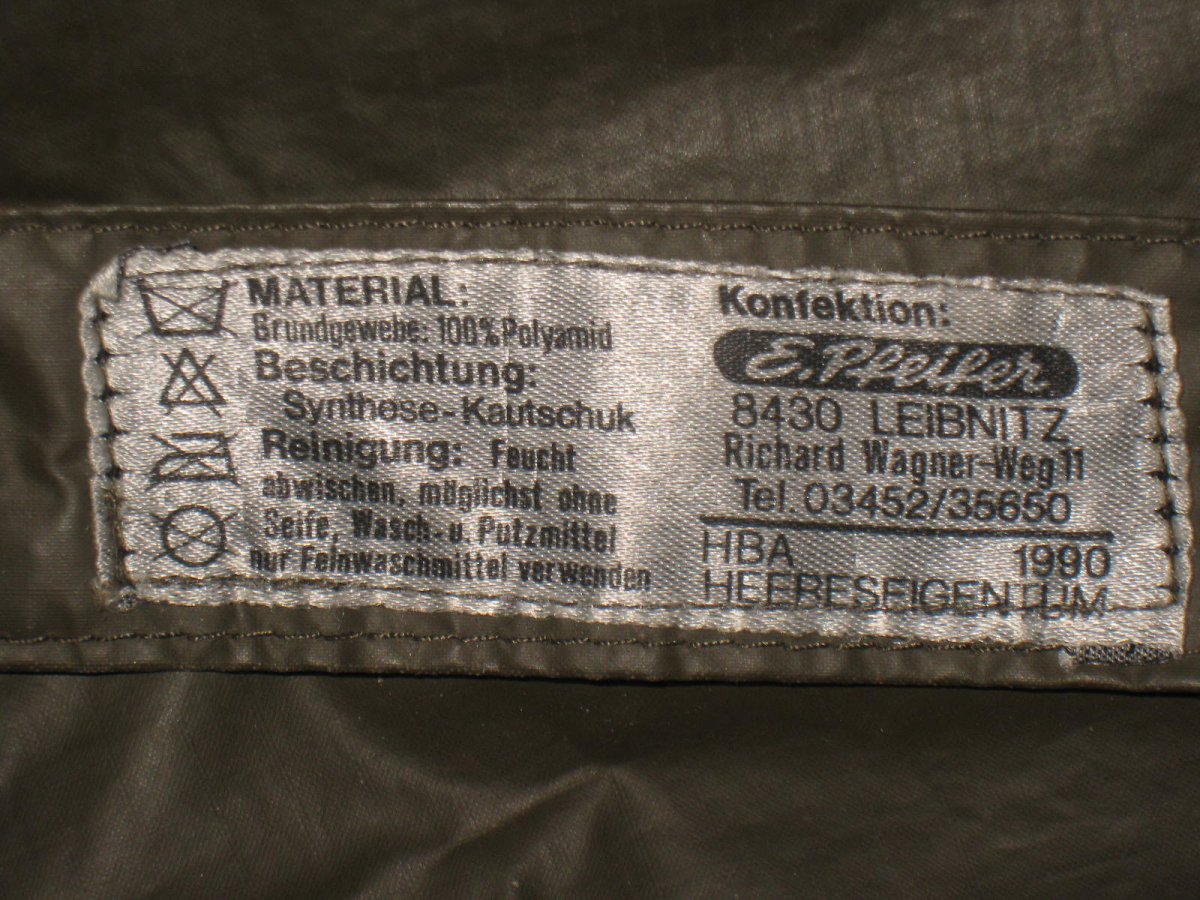 MATERIAL:
Grundgewebe: 100% Polyamid
Beschichtung:
Synthese-Kautschuk
Reinigung: Feucht
abwischen, möglichst ohne
Seife, Wasch- u. Putzmittel
nur Feinwaschmittel verwenden
Konfektion:
E. Pfeifer
8430 LEIBNITZ
Richard Wagner-Weg 11
Tel. 03452/35650
HBA 1990
HEERESEIGENTUM